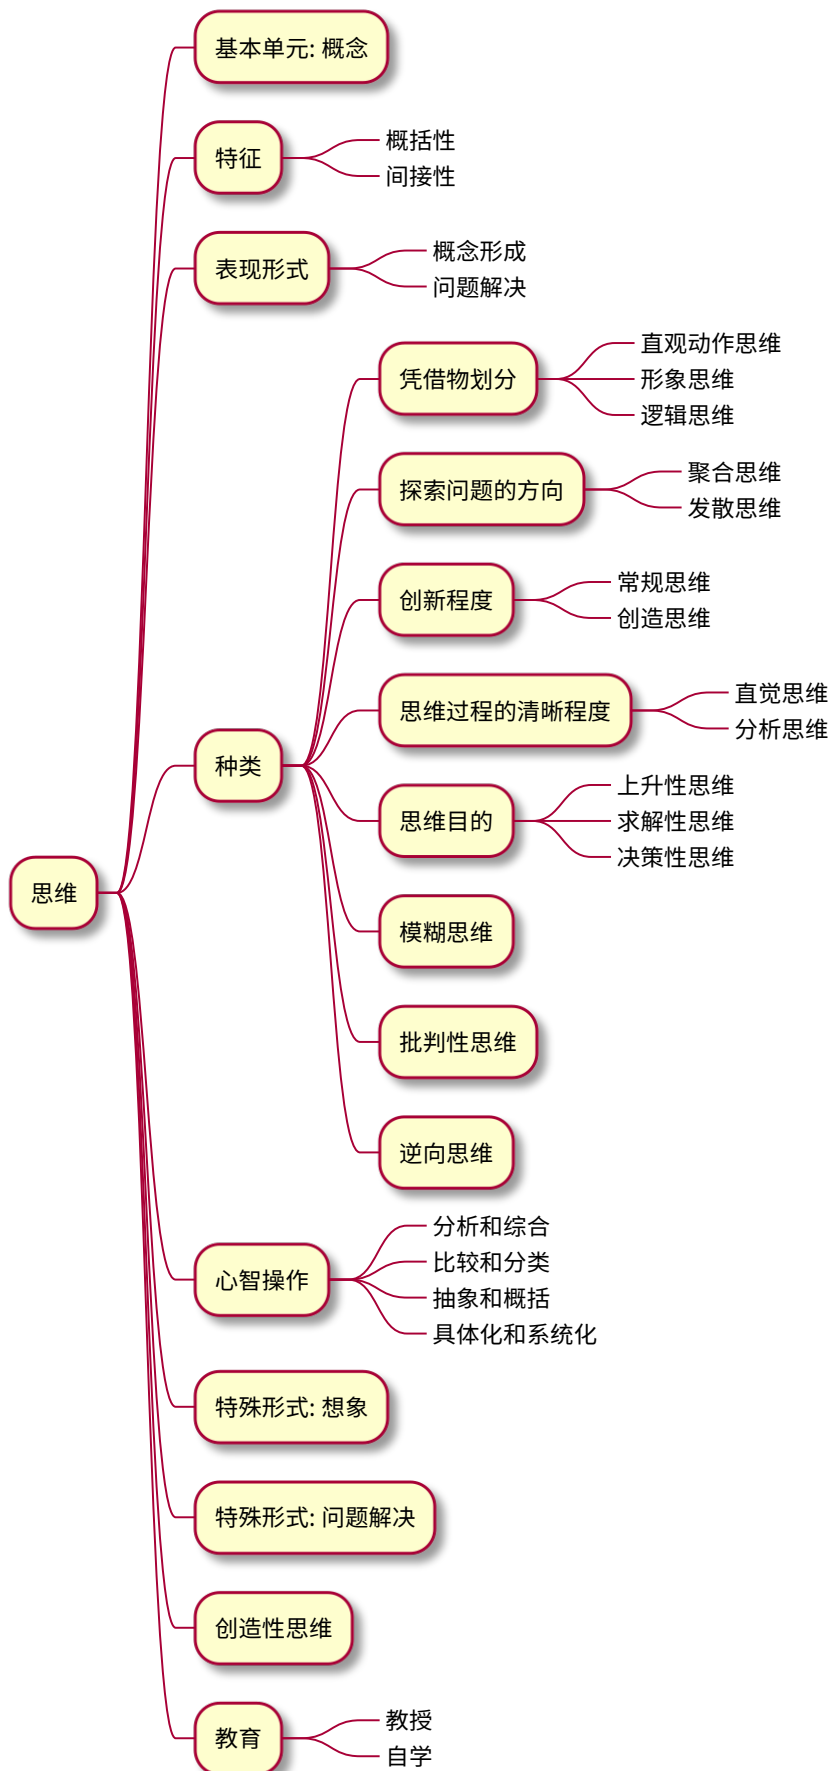 基本单元: 概念
特征
概括性
间接性
表现形式
概念形成
问题解决
种类
凭借物划分
直观动作思维
形象思维
逻辑思维
探索问题的方向
聚合思维
发散思维
创新程度
常规思维
创造思维
思维过程的清晰程度
直觉思维
分析思维
思维目的
上升性思维
求解性思维
决策性思维
模糊思维
批判性思维
逆向思维
思维
心智操作
分析和综合
比较和分类
抽象和概括
具体化和系统化
特殊形式: 想象
特殊形式: 问题解决
创造性思维
教育
教授
自学